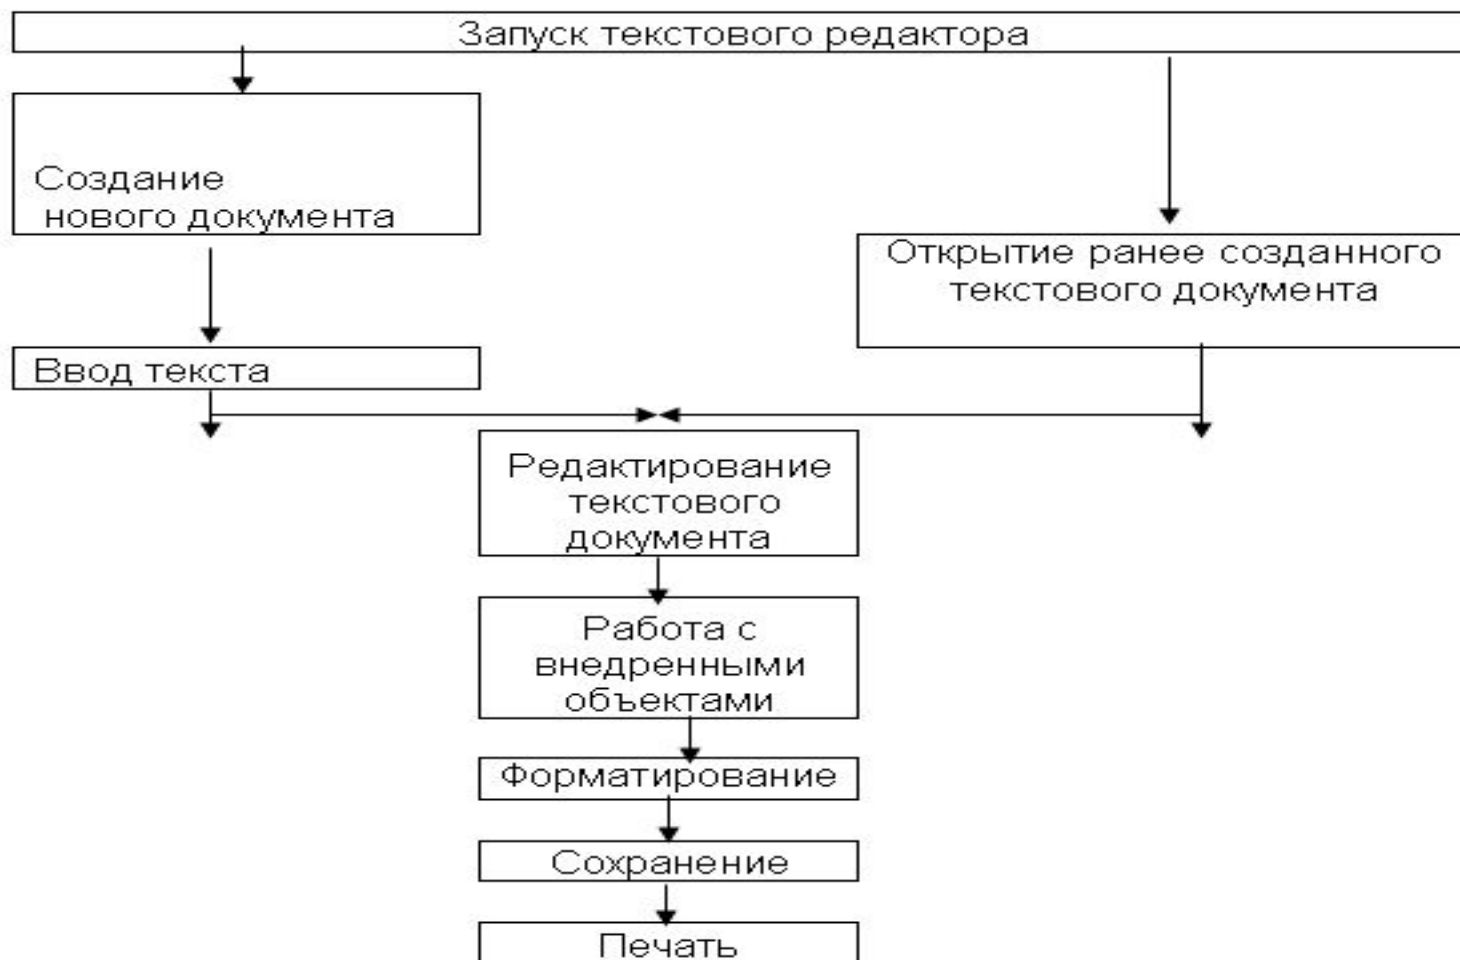 Запуск текстового редактора
Создание
нового документа
Открытие ранее созданного
текстового документа
Ввод текста
Редактирование
текстового
документа
Работа с
внедренными
объектами
Форматирование
Сохранение
Печать